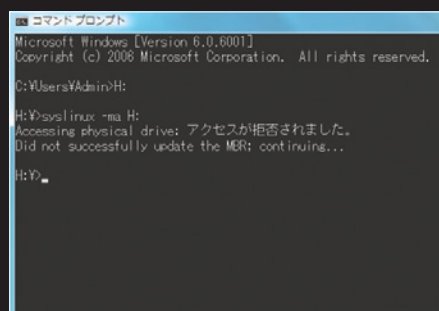 コマンド プロンプト
Microsoft Windows [Version 6.0.6001]
Copyright (c) 2006 Microsoft Corporation.  All rights reserved.
C:¥Users¥Admin>H:
H:¥>syslinux -ma H:
Accessing physical drive: アクセスが拒否されました。
Did not successfully update the MBR; continuing...
H:¥>_